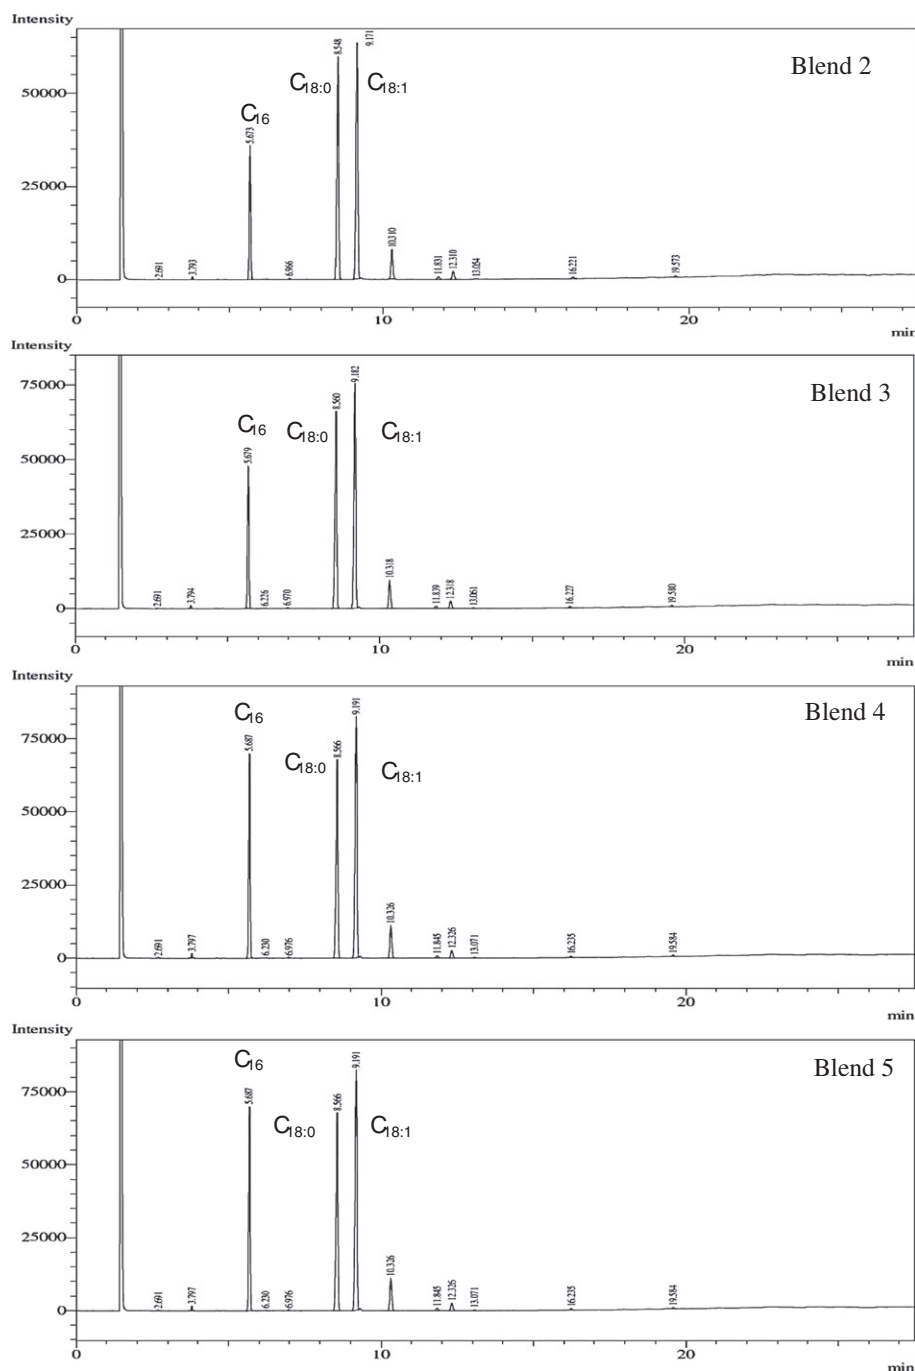 Intensity
Blend 2
50000
25000
0
C18:0
C18:1
C16
2.691
3.793
5.673
6.966
8.548
9.171
10.310
11.831
12.310
13.054
16.221
19.573
0 10 20
min
Intensity
Blend 3
75000
50000
25000
0
C16
C18:0
C18:1
2.691
3.794
5.679
6.226
6.970
8.560
9.182
10.318
11.839
12.318
13.061
16.227
19.580
0 10 20
min
Intensity
Blend 4
75000
50000
25000
0
C16
C18:0
C18:1
2.691
3.797
5.687
6.230
6.976
8.566
9.191
10.326
11.845
12.326
13.071
16.235
19.584
0 10 20
min
Intensity
Blend 5
75000
50000
25000
0
C16
C18:0
C18:1
2.691
3.797
5.687
6.230
6.976
8.566
9.191
10.326
11.845
12.326
13.071
16.235
19.584
0 10 20
min